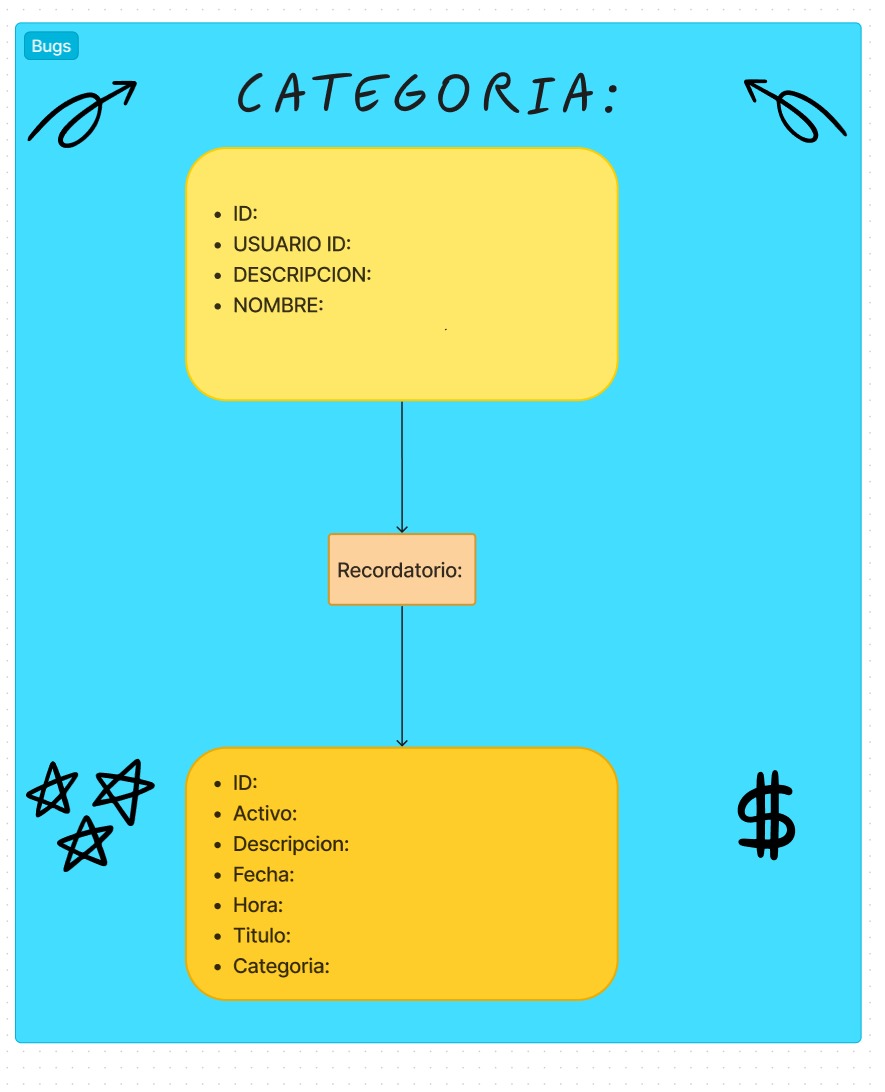 Bugs
CATEGORIA:
• ID:
• USUARIO ID:
• DESCRIPCION:
• NOMBRE:
.
Recordatorio:
• ID:
• Activo:
• Descripcion:
• Fecha:
• Hora:
• Titulo:
• Categoria:
$